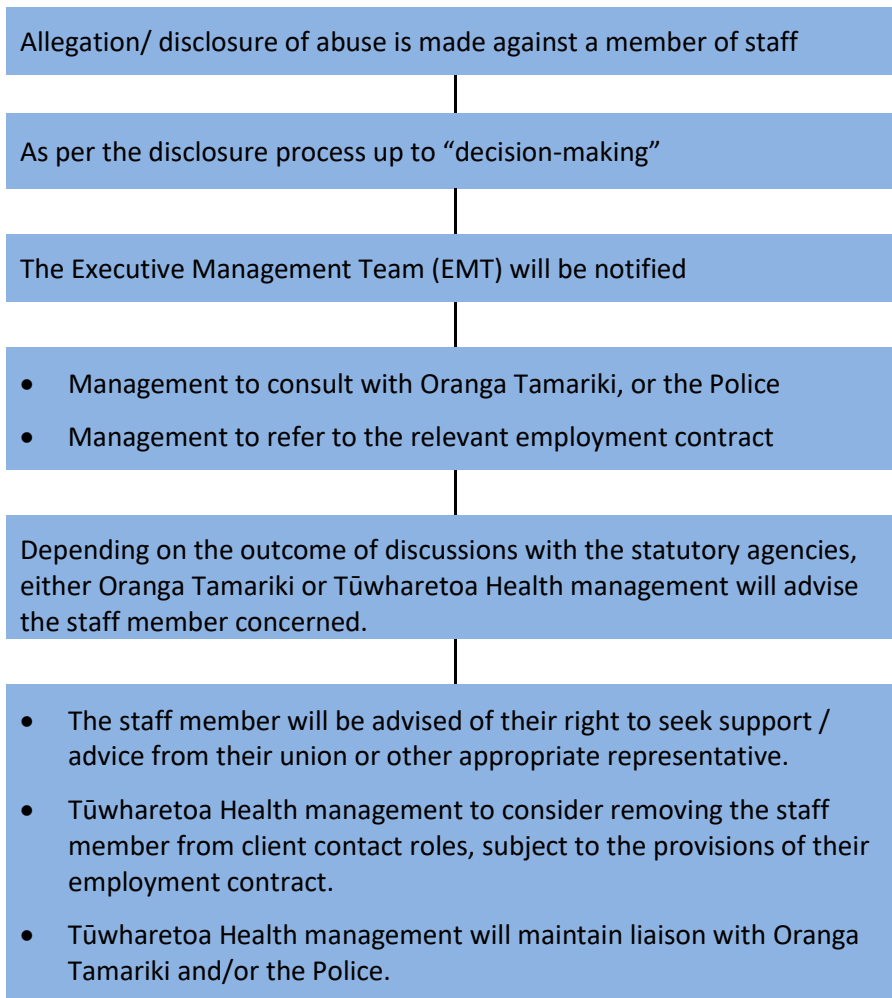 Allegation/ disclosure of abuse is made against a member of staff
As per the disclosure process up to “decision-making”
The Executive Management Team (EMT) will be notified
• Management to consult with Oranga Tamariki, or the Police
• Management to refer to the relevant employment contract
Depending on the outcome of discussions with the statutory agencies,
either Oranga Tamariki or Tūwharetoa Health management will advise
the staff member concerned.
• The staff member will be advised of their right to seek support /
advice from their union or other appropriate representative.
• Tūwharetoa Health management to consider removing the staff
member from client contact roles, subject to the provisions of their
employment contract.
• Tūwharetoa Health management will maintain liaison with Oranga
Tamariki and/or the Police.